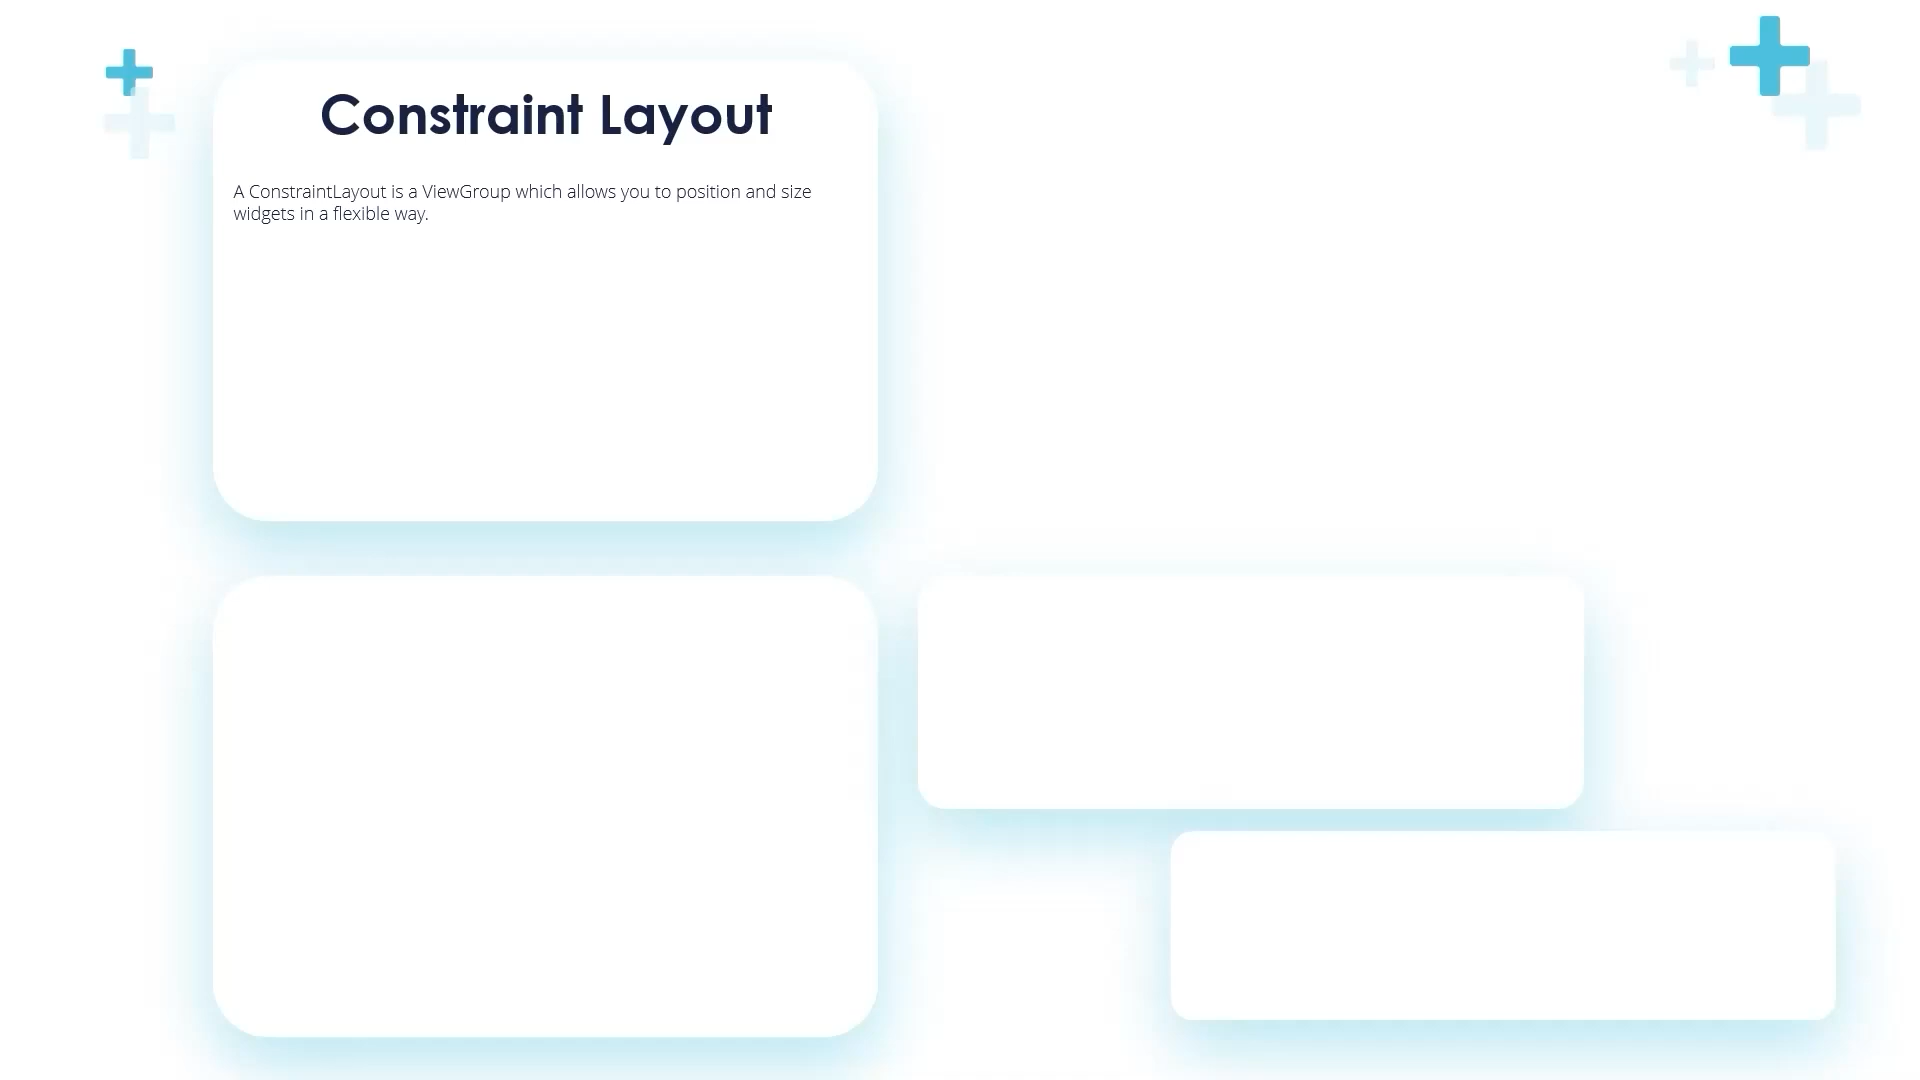 Constraint Layout
A ConstraintLayout is a ViewGroup which allows you to position and size
widgets in a flexible way.